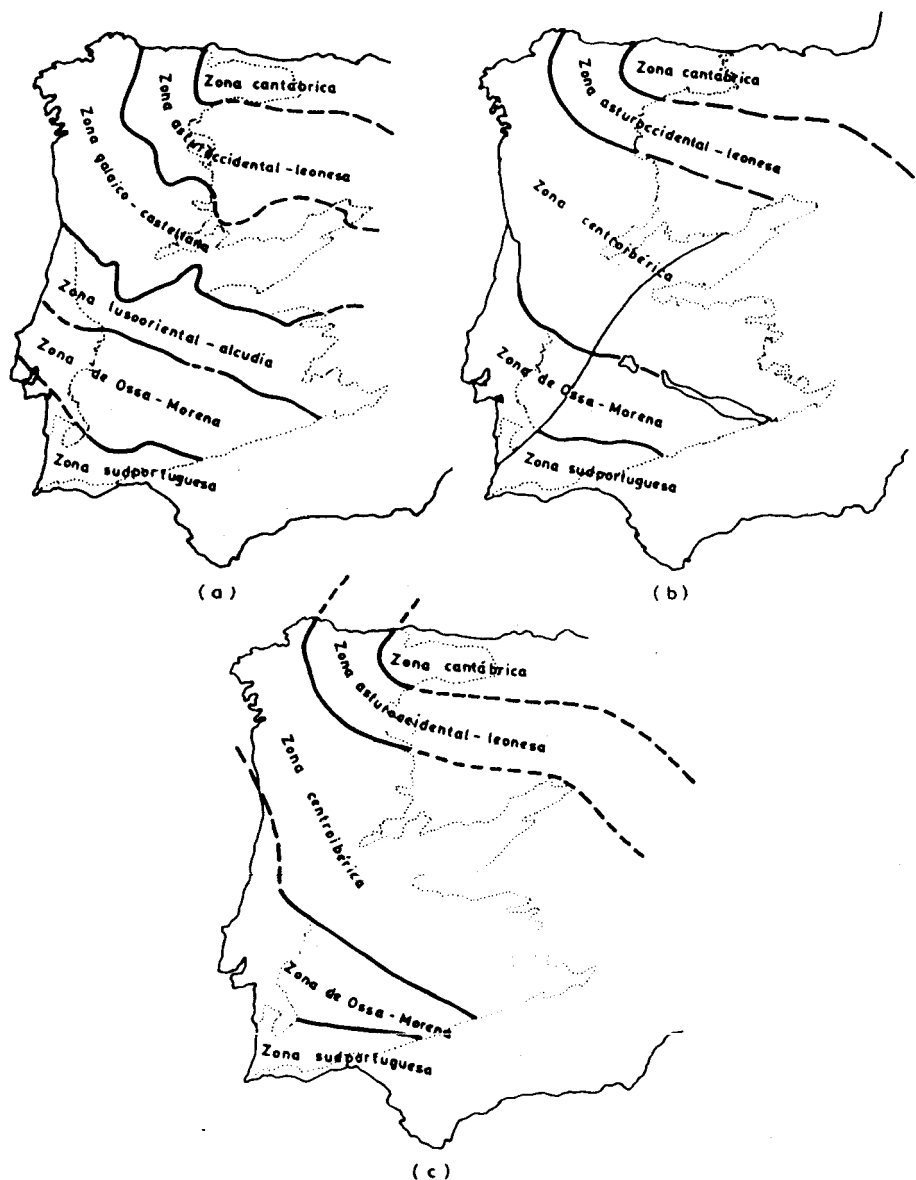 Zona cantábrica
Zona asturoccidental-leonesa
Zona galaico-castellana
Zona lusooriental-alcudia
Zona de Ossa-Morena
Zona sudportuguesa
(a)
Zona cantábrica
Zona asturoccidental-leonesa
Zona centroibérica
Zona de Ossa-Morena
Zona sudportuguesa
(b)
Zona cantábrica
Zona asturoccidental-leonesa
Zona centroibérica
Zona de Ossa-Morena
Zona sudportuguesa
(c)